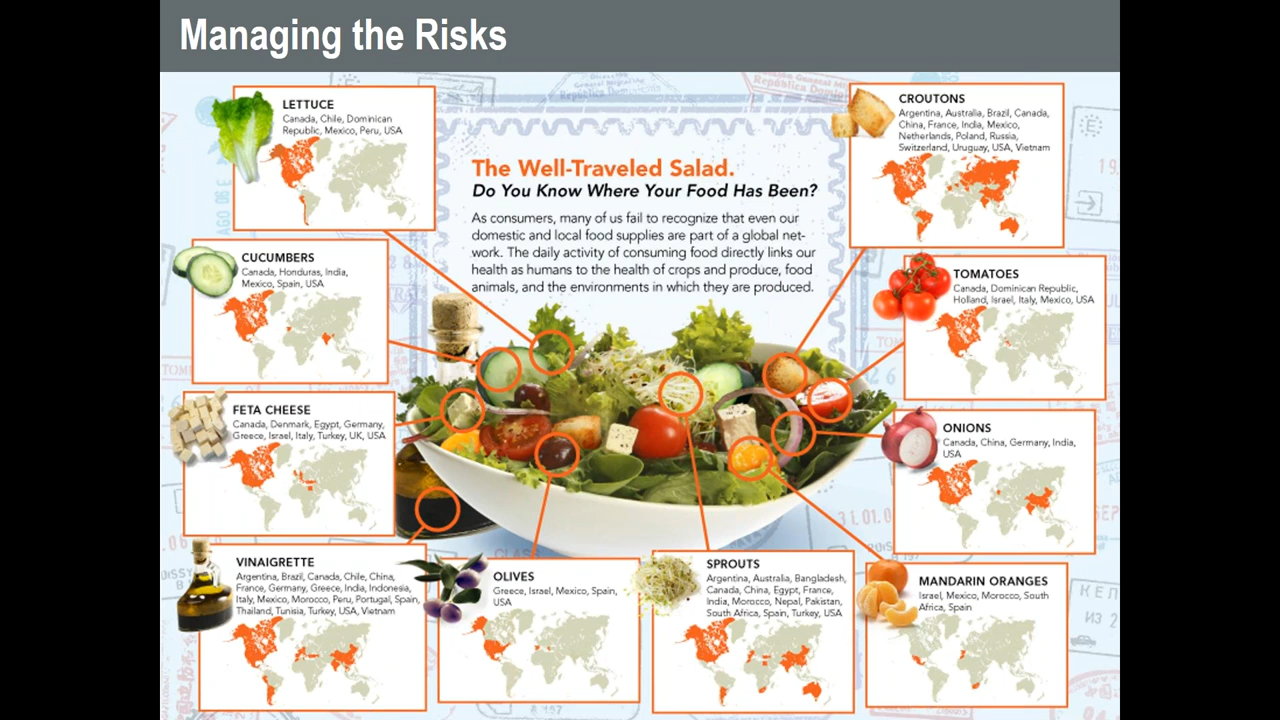 Managing the Risks
LETTUCE
Canada, Chile, Dominican
Republic, Mexico, Peru, USA
CROUTONS
Argentina, Australia, Brazil, Canada,
China, France, India, Mexico,
Netherlands, Poland, Russia,
Switzerland, Uruguay, USA, Vietnam
The Well-Traveled Salad.
Do You Know Where Your Food Has Been?
As consumers, many of us fail to recognize that even our
domestic and local food supplies are part of a global net-
work. The daily activity of consuming food directly links our
health as humans to the health of crops and produce, food
animals, and the environments in which they are produced.
CUCUMBERS
Canada, Honduras, India,
Mexico, Spain, USA
TOMATOES
Canada, Dominican Republic,
Holland, Israel, Italy, Mexico, USA
FETA CHEESE
Canada, Denmark, Egypt, Germany,
Greece, Israel, Italy, Turkey, UK, USA
ONIONS
Canada, China, Germany, India,
USA
VINAIGRETTE
Argentina, Brazil, Canada, Chile, China,
France, Germany, Greece, India, Indonesia,
Italy, Mexico, Morocco, Peru, Portugal, Spain,
Thailand, Tunisia, Turkey, USA, Vietnam
OLIVES
Greece, Israel, Mexico, Spain,
USA
SPROUTS
Argentina, Australia, Bangladesh,
Canada, China, Egypt, France,
India, Morocco, Nepal, Pakistan,
South Africa, Spain, Turkey, USA
MANDARIN ORANGES
Israel, Mexico, Morocco, South
Africa, Spain